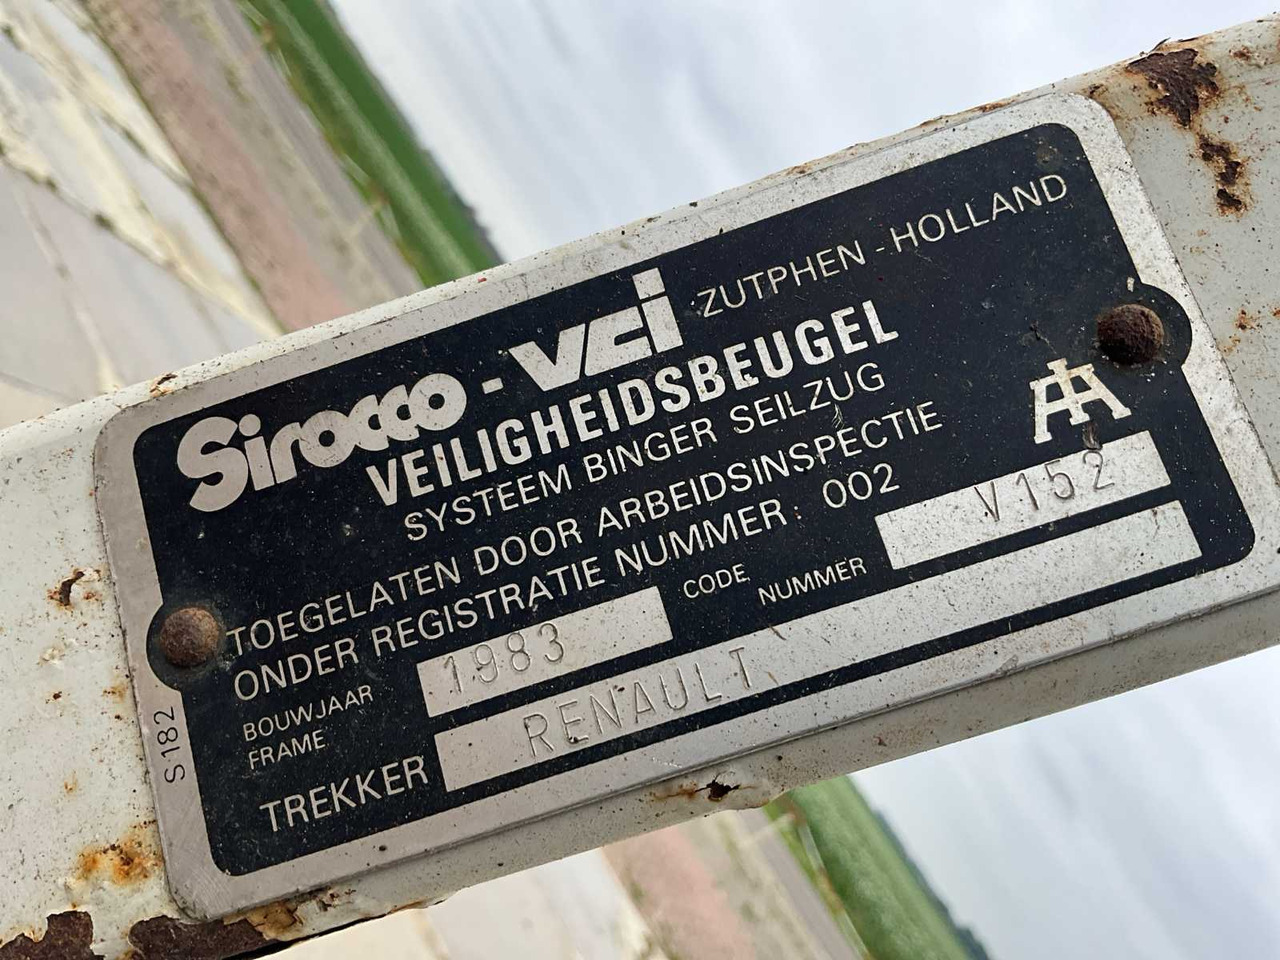 Sirocco-vci ZUTPHEN-HOLLAND
VEILIGHEIDSBEUGEL
SYSTEEM BINGER SEILZUG
TOEGELATEN DOOR ARBEIDSINSPECTIE
ONDER REGISTRATIE NUMMER: 002
BOUWJAAR
FRAME
1983
CODE
NUMMER
V152
TREKKER
RENAULT
S182